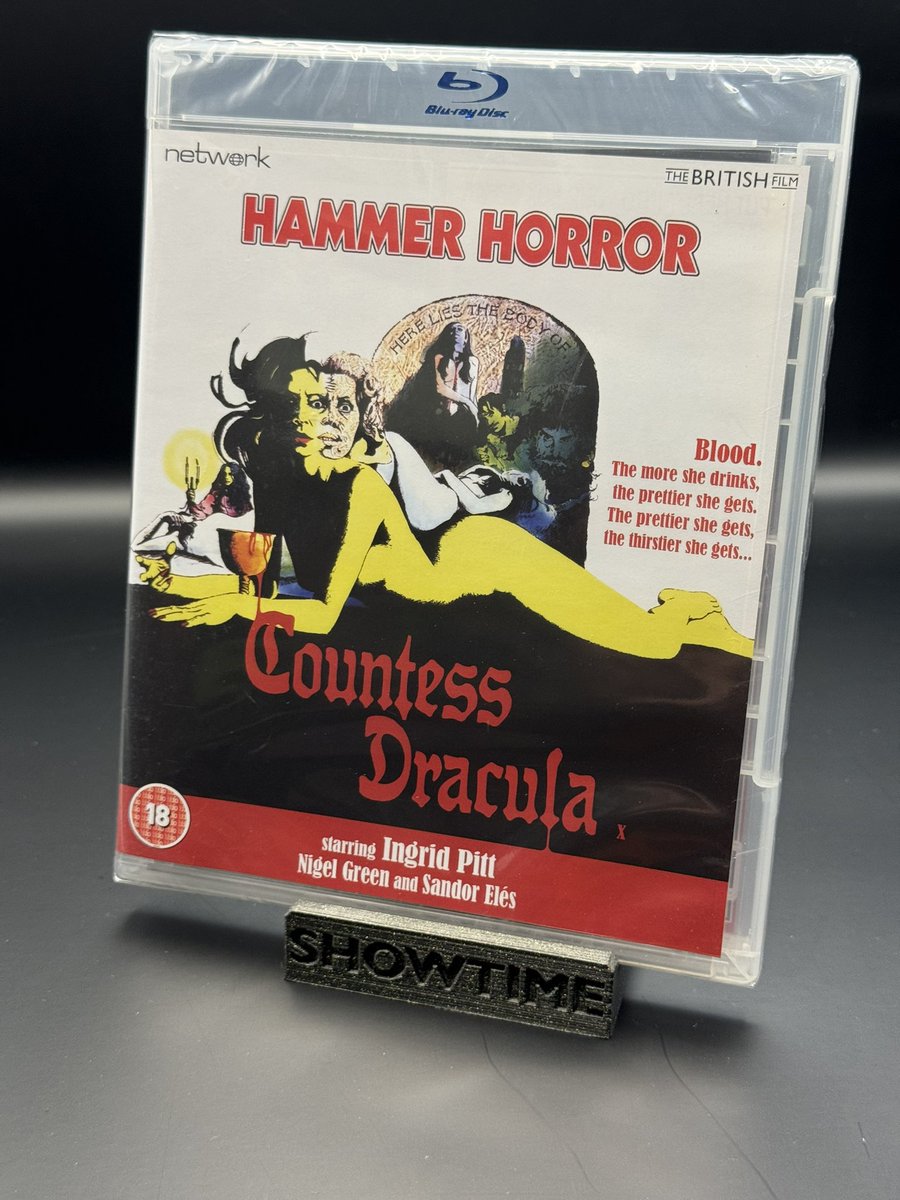 Blu-ray Disc
network
THE BRITISH FILM
HAMMER HORROR
HERE LIES THE BODY OF
Blood.
The more she drinks,
the prettier she gets.
The prettier she gets,
the thirstier she gets...
Countess
Dracula
X
18
starring Ingrid Pitt
Nigel Green and Sandor Elés
SHOWTIME